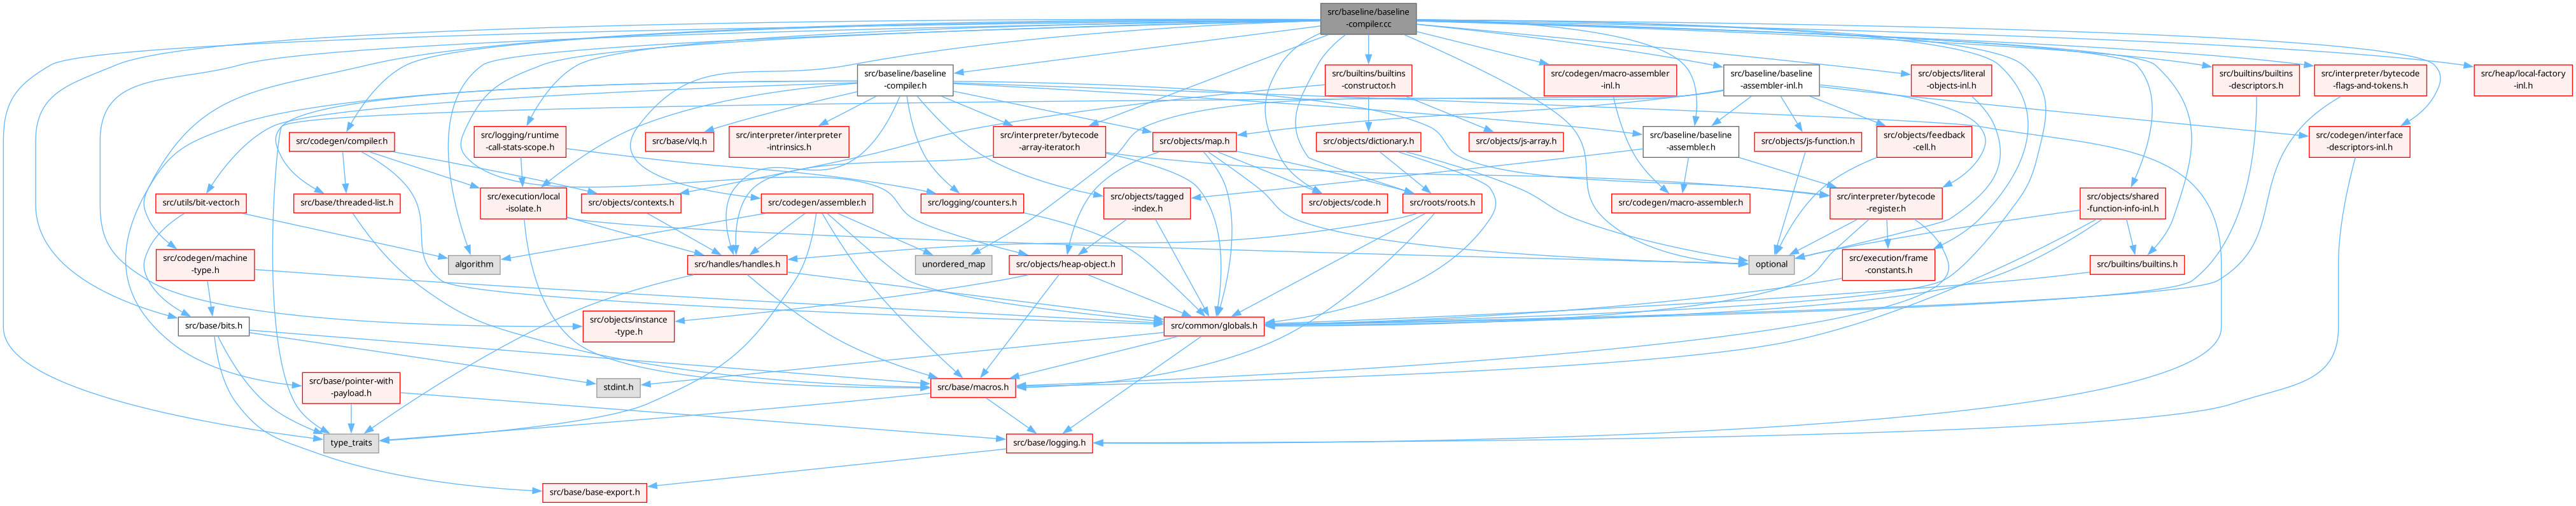 src/baseline/baseline
-compiler.cc
src/baseline/baseline
-compiler.h
src/builtins/builtins
-constructor.h
src/codegen/macro-assembler
-inl.h
src/baseline/baseline
-assembler-inl.h
src/objects/literal
-objects-inl.h
src/builtins/builtins
-descriptors.h
src/interpreter/bytecode
-flags-and-tokens.h
src/heap/local-factory
-inl.h
src/codegen/compiler.h
src/logging/runtime
-call-stats-scope.h
src/base/vlq.h
src/interpreter/interpreter
-intrinsics.h
src/interpreter/bytecode
-array-iterator.h
src/objects/map.h
src/objects/dictionary.h
src/objects/js-array.h
src/baseline/baseline
-assembler.h
src/objects/js-function.h
src/objects/feedback
-cell.h
src/codegen/interface
-descriptors-inl.h
src/utils/bit-vector.h
src/base/threaded-list.h
src/execution/local
-isolate.h
src/objects/contexts.h
src/codegen/assembler.h
src/logging/counters.h
src/objects/tagged
-index.h
src/objects/code.h
src/roots/roots.h
src/codegen/macro-assembler.h
src/interpreter/bytecode
-register.h
src/objects/shared
-function-info-inl.h
src/codegen/machine
-type.h
algorithm
src/handles/handles.h
unordered_map
src/objects/heap-object.h
optional
src/execution/frame
-constants.h
src/builtins/builtins.h
src/base/bits.h
src/objects/instance
-type.h
src/common/globals.h
src/base/pointer-with
-payload.h
stdint.h
src/base/macros.h
type_traits
src/base/logging.h
src/base/base-export.h